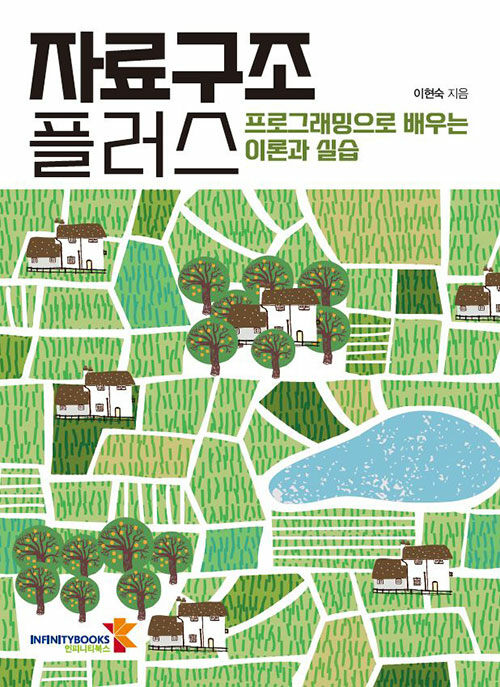 자료구조
플러스
이현숙 지음
프로그래밍으로 배우는
이론과 실습
INFINITYBOOKS
인피니티북스